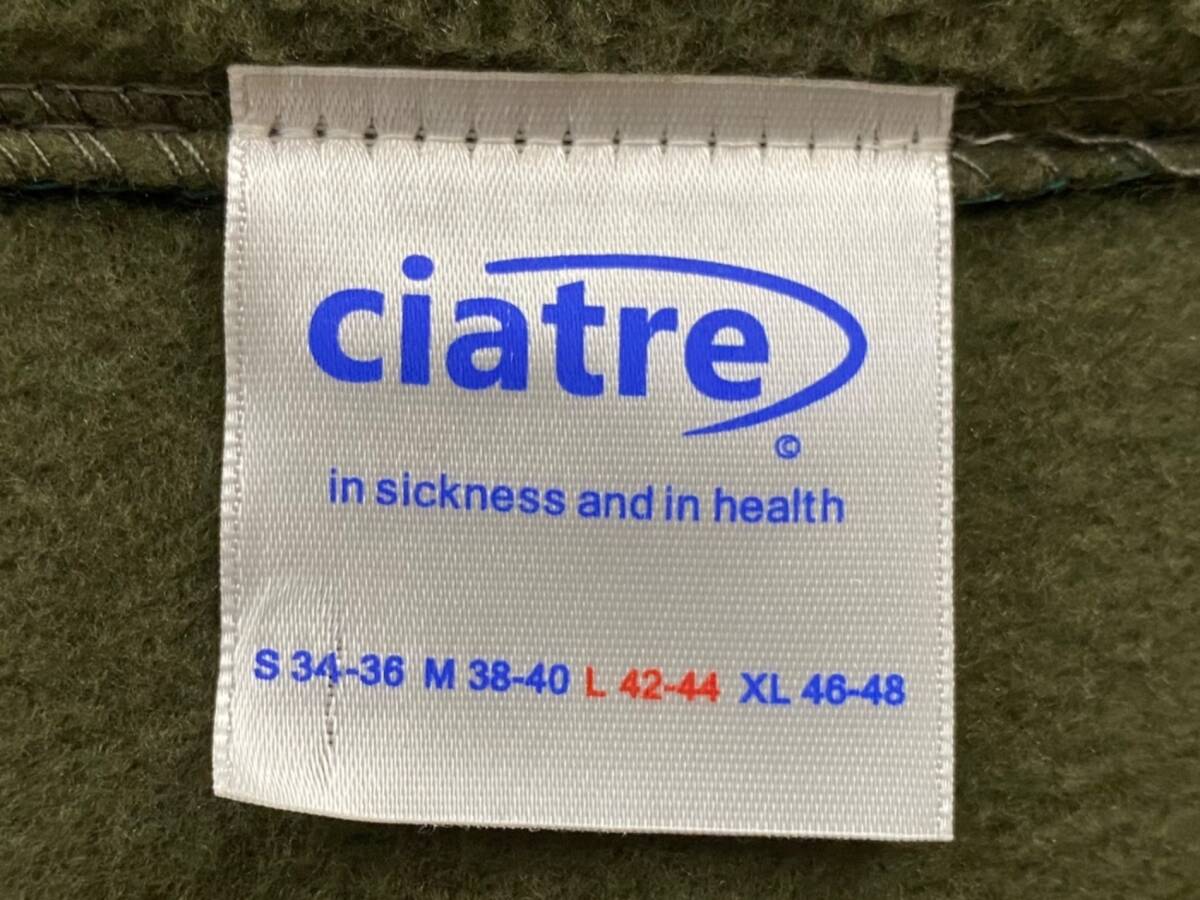 ciatre
©
in sickness and in health
S 34-36 M 38-40 L 42-44 XL 46-48